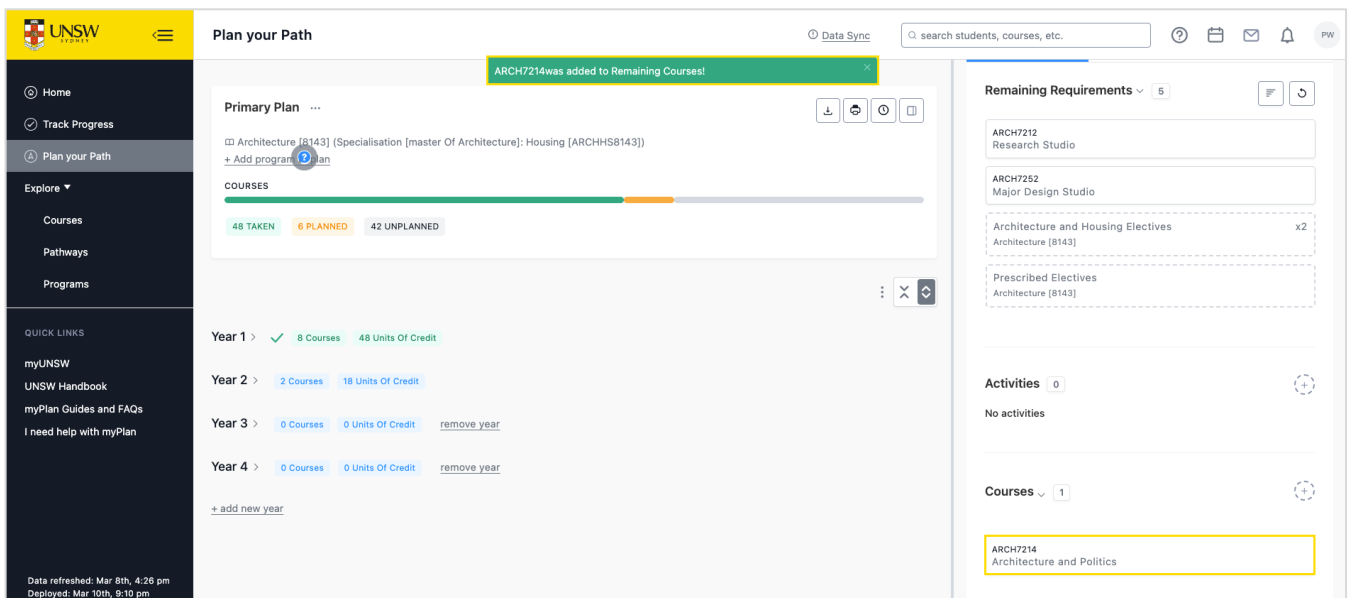 UNSW
SYDNEY
Plan your Path
Data Sync
search students, courses, etc.
PW
Home
Track Progress
Plan your Path
Explore
Courses
Pathways
Programs
QUICK LINKS
myUNSW
UNSW Handbook
myPlan Guides and FAQs
I need help with myPlan
Data refreshed: Mar 8th, 4:26 pm
Deployed: Mar 10th, 9:10 pm
ARCH7214was added to Remaining Courses!
Primary Plan ...
Architecture [8143] (Specialisation [master Of Architecture]: Housing [ARCHHS8143])
+ Add program ? plan
COURSES
48 TAKEN 6 PLANNED 42 UNPLANNED
Year 1 > 8 Courses 48 Units Of Credit
Year 2 > 2 Courses 18 Units Of Credit
Year 3 > 0 Courses 0 Units Of Credit remove year
Year 4 > 0 Courses 0 Units Of Credit remove year
+ add new year
Remaining Requirements 5
ARCH7212
Research Studio
ARCH7252
Major Design Studio
Architecture and Housing Electives x2
Architecture [8143]
Prescribed Electives
Architecture [8143]
Activities 0
No activities
Courses 1
ARCH7214
Architecture and Politics